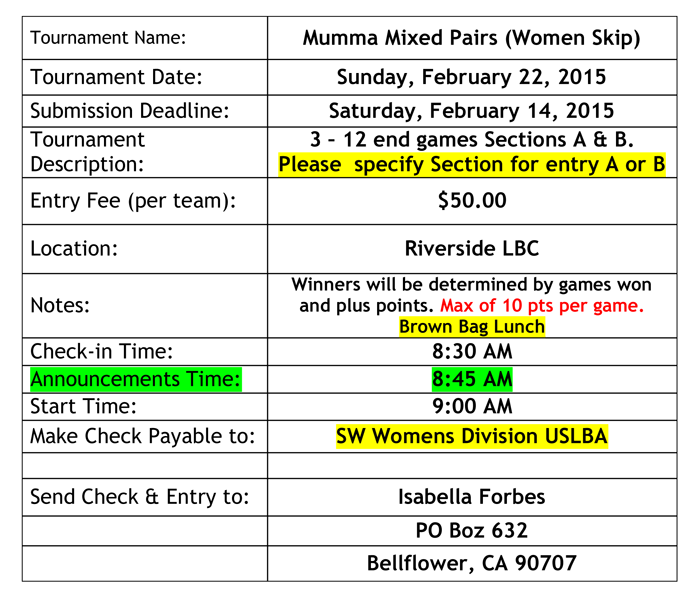 Tournament Name: Mumma Mixed Pairs (Women Skip)
Tournament Date: Sunday, February 22, 2015
Submission Deadline: Saturday, February 14, 2015
Tournament
Description:
3 – 12 end games Sections A & B.
Please specify Section for entry A or B
Entry Fee (per team): $50.00
Location: Riverside LBC
Notes:
Winners will be determined by games won
and plus points. Max of 10 pts per game.
Brown Bag Lunch
Check-in Time: 8:30 AM
Announcements Time: 8:45 AM
Start Time: 9:00 AM
Make Check Payable to: SW Womens Division USLBA
Send Check & Entry to: Isabella Forbes
PO Boz 632
Bellflower, CA 90707